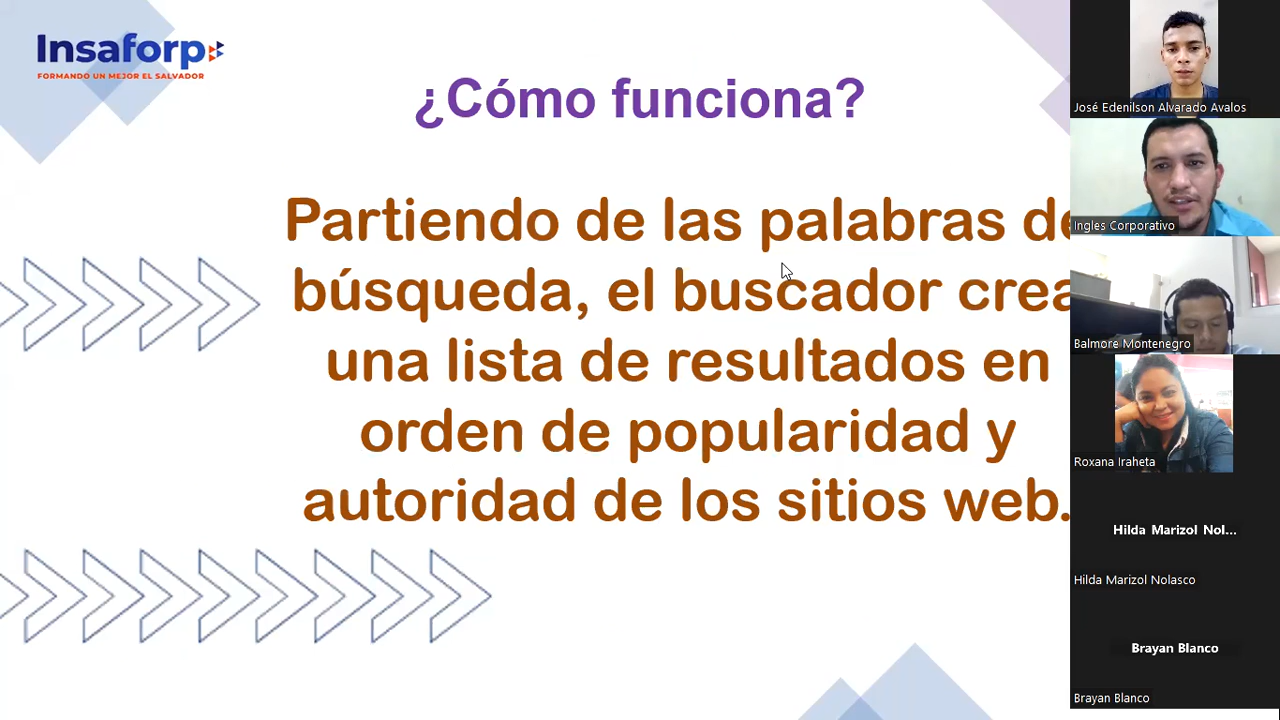 Insaforp
FORMANDO UN MEJOR EL SALVADOR
¿Cómo funciona?
Partiendo de las palabras de
búsqueda, el buscador crea
una lista de resultados en
orden de popularidad y
autoridad de los sitios web.
José Edenilson Alvarado Avalos
Ingles Corporativo
Balmore Montenegro
Roxana Iraheta
Hilda Marizol Nol...
Hilda Marizol Nolasco
Brayan Blanco
Brayan Blanco